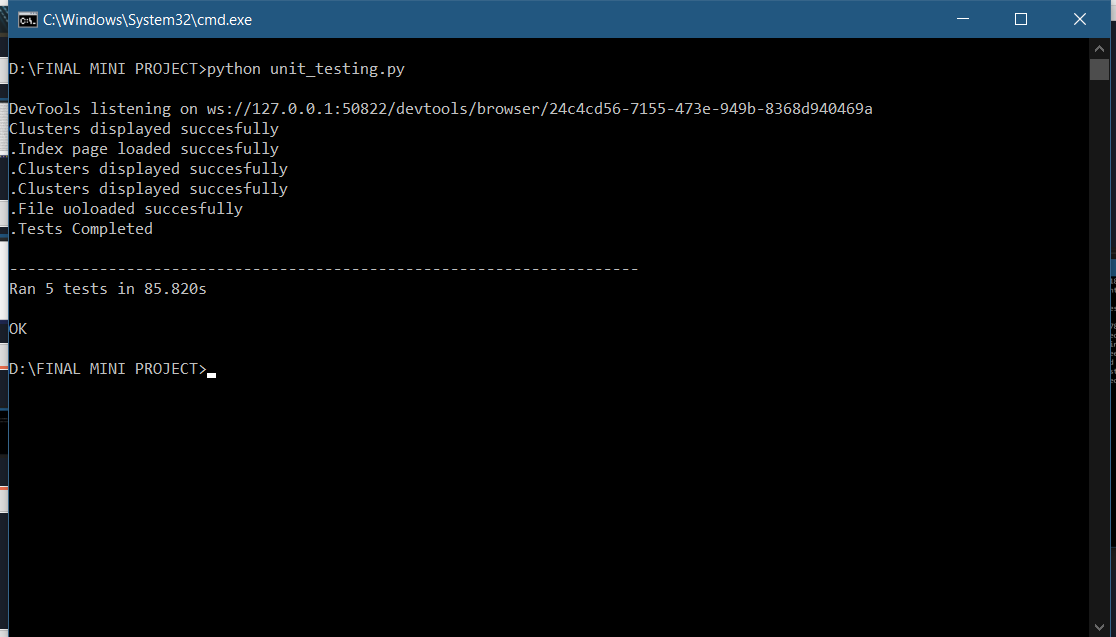 C:\Windows\System32\cmd.exe
D:\FINAL MINI PROJECT>python unit_testing.py
DevTools listening on ws://127.0.0.1:50822/devtools/browser/24c4cd56-7155-473e-949b-8368d940469a
Clusters displayed succesfully
.Index page loaded succesfully
.Clusters displayed succesfully
.Clusters displayed succesfully
.File uoloaded succesfully
.Tests Completed
----------------------------------------------------------------------
Ran 5 tests in 85.820s
OK
D:\FINAL MINI PROJECT>